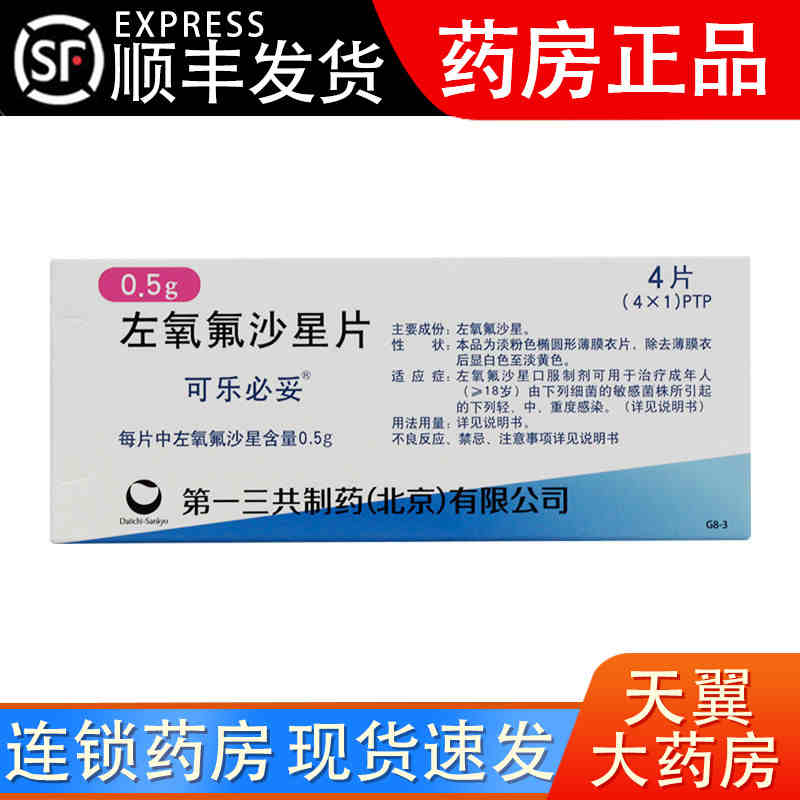 SF
EXPRESS
顺丰发货
药房正品
0.5g
左氧氟沙星片
可乐必妥®
每片中左氧氟沙星含量0.5g
Daiichi-Sankyo
第一三共制药(北京)有限公司
4片
(4×1)PTP
主要成份：左氧氟沙星。
性　状：本品为淡粉色椭圆形薄膜衣片，除去薄膜衣
后显白色至淡黄色。
适应症：左氧氟沙星口服制剂可用于治疗成年人
（≥18岁）由下列细菌的敏感菌株所引起
的下列轻、中、重度感染。（详见说明书）
用法用量：详见说明书。
不良反应、禁忌、注意事项详见说明书
G8-3
连锁药房 现货速发
天翼
大药房